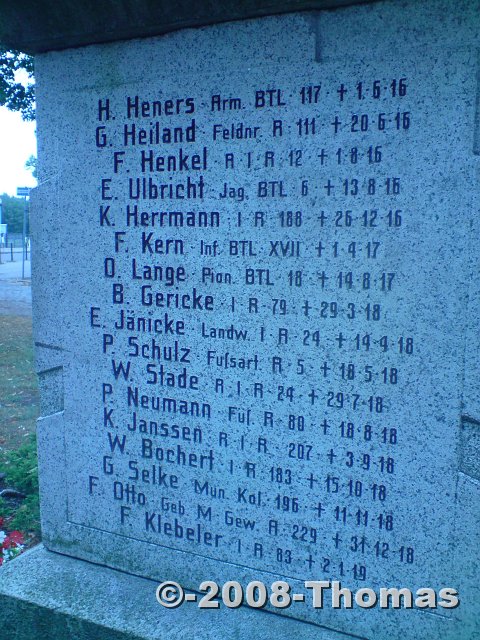 H. Heners · Arm. BTL · 117 · + 1·6·16
G. Heiland · Feldnr. R · 111 + 20·6·16
F. Henkel · R · I · R · 12 · + 1·8·16
E. Ulbricht · Jag. BTL · 6 · + 13·8·16
K. Herrmann · I · R · 188 · + 26·12·16
F. Kern · Inf. BTL · XVII · + 1·4·17
O. Lange · Pion. BTL · 18 · + 14·8·17
B. Gericke · I · R · 79 · + 29·3·18
E. Jänicke · Landw. I · R · 24 · + 14·4·18
P. Schulz · Fufsart. R · 5 · + 18·5·18
W. Stade · R · I · R · 24 · + 29·7·18
P. Neumann · Füs. R · 80 · + 18·8·18
K. Janssen · R · I · R · 207 · + 3·9·18
W. Bochert · I · R · 183 · + 15·10·18
G. Selke · Mun. Kol. 196 · + 11·11·18
F. Otto · Geb. M. Gew. R. 229 · + 31·12·18
F. Klebeler · I · R · 83 · + 2·1·19
©-2008-Thomas